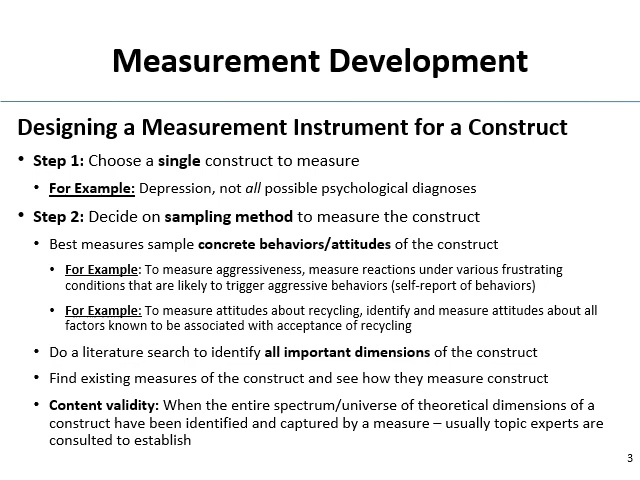 Measurement Development
Designing a Measurement Instrument for a Construct
• Step 1: Choose a single construct to measure
• For Example: Depression, not all possible psychological diagnoses
• Step 2: Decide on sampling method to measure the construct
• Best measures sample concrete behaviors/attitudes of the construct
• For Example: To measure aggressiveness, measure reactions under various frustrating
conditions that are likely to trigger aggressive behaviors (self-report of behaviors)
• For Example: To measure attitudes about recycling, identify and measure attitudes about all
factors known to be associated with acceptance of recycling
• Do a literature search to identify all important dimensions of the construct
• Find existing measures of the construct and see how they measure construct
• Content validity: When the entire spectrum/universe of theoretical dimensions of a
construct have been identified and captured by a measure – usually topic experts are
consulted to establish
3